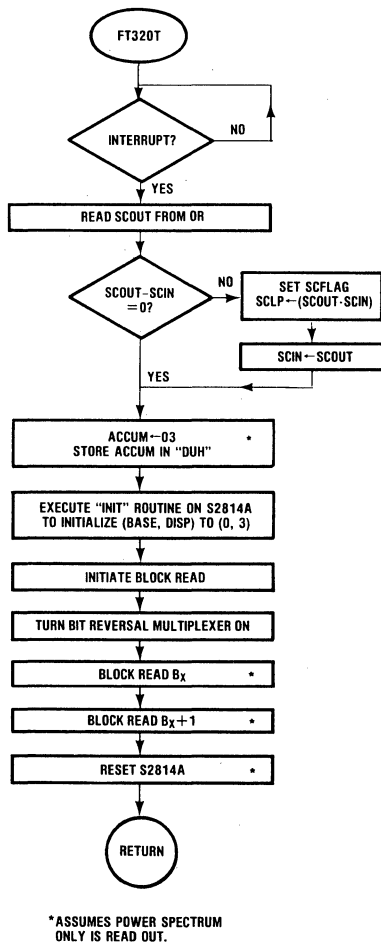 FT320T
INTERRUPT?
NO
YES
READ SCOUT FROM OR
SCOUT-SCIN
=0?
NO
SET SCFLAG
SCLP←(SCOUT·SCIN)
SCIN←SCOUT
YES
ACCUM←03 *
STORE ACCUM IN "DUH"
EXECUTE "INIT" ROUTINE ON S2814A
TO INITIALIZE (BASE, DISP) TO (0, 3)
INITIATE BLOCK READ
TURN BIT REVERSAL MULTIPLEXER ON
BLOCK READ BX *
BLOCK READ BX+1 *
RESET S2814A *
RETURN
*ASSUMES POWER SPECTRUM
ONLY IS READ OUT.